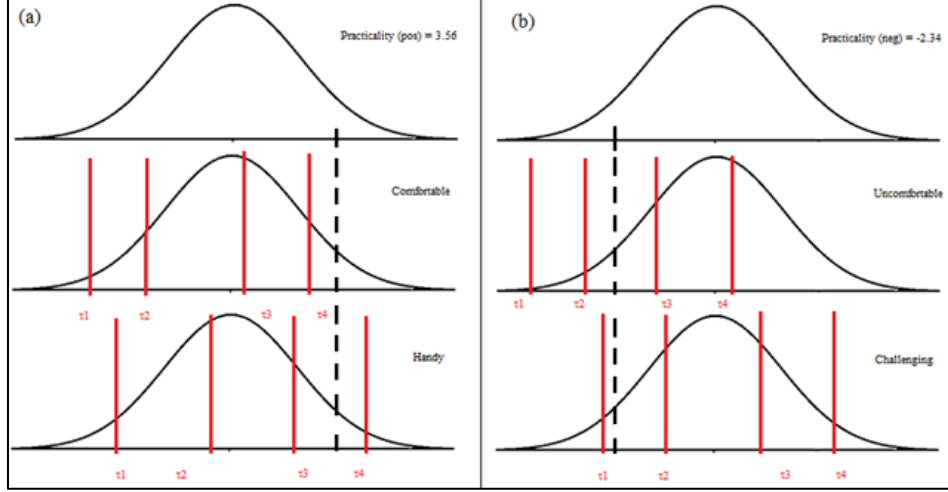 (a)
Practicality (pos) = 3.56
Comfortable
τ1 τ2 τ3 τ4
Handy
τ1 τ2 τ3 τ4
(b)
Practicality (neg) = -2.34
Uncomfortable
τ1 τ2 τ3 τ4
Challenging
τ1 τ2 τ3 τ4